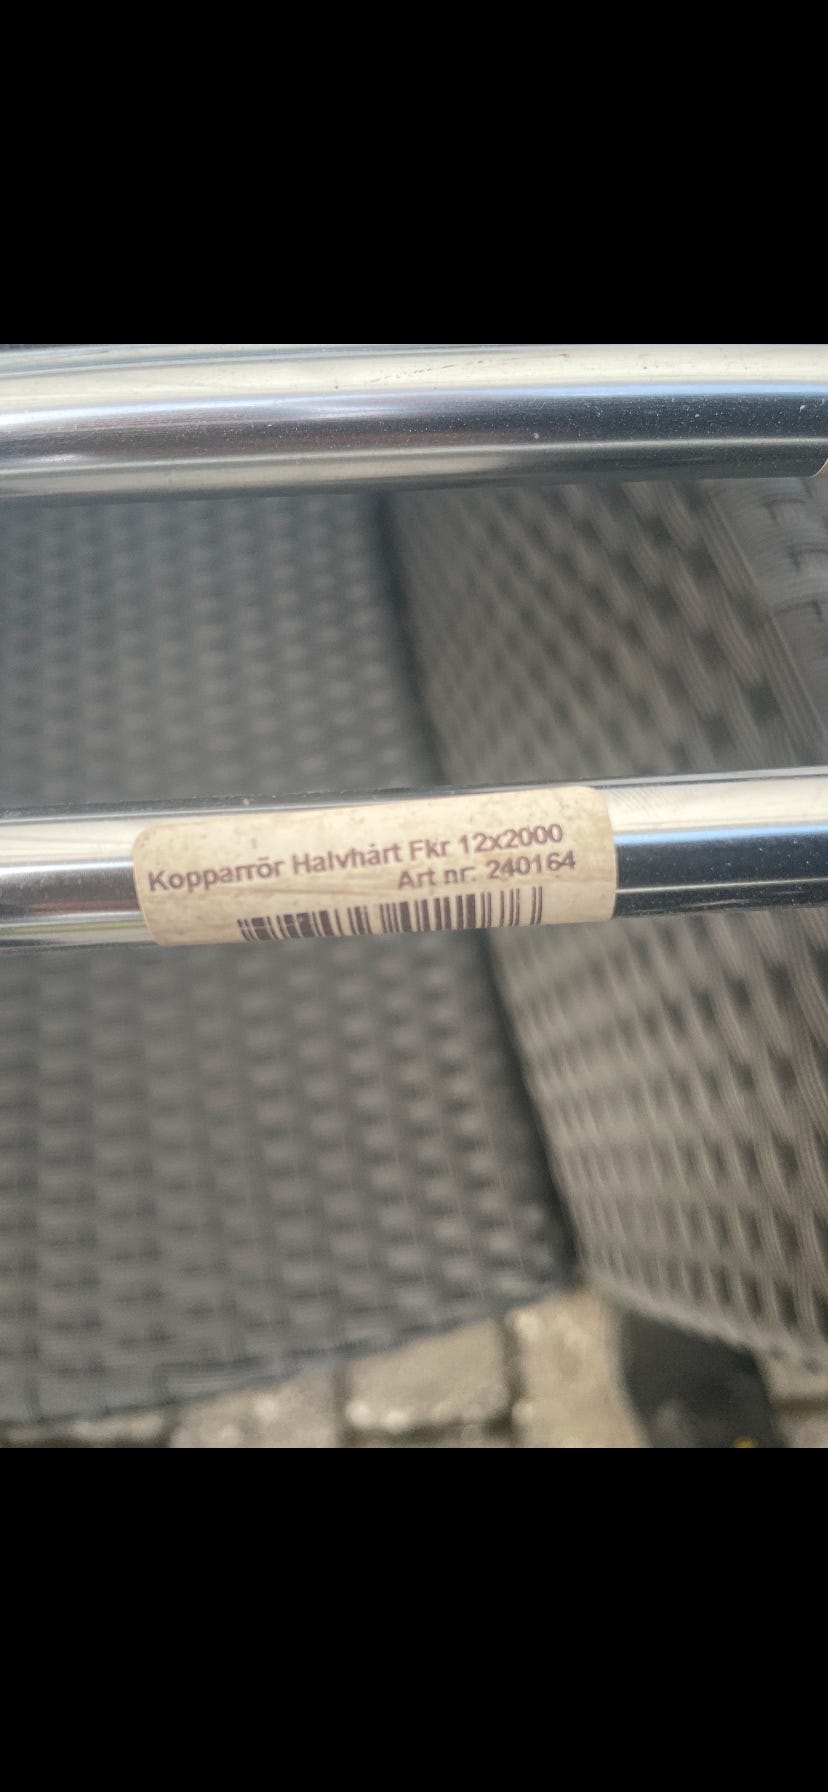 Kopparrör Halvhårt Fkr 12x2000
Art nr: 240164